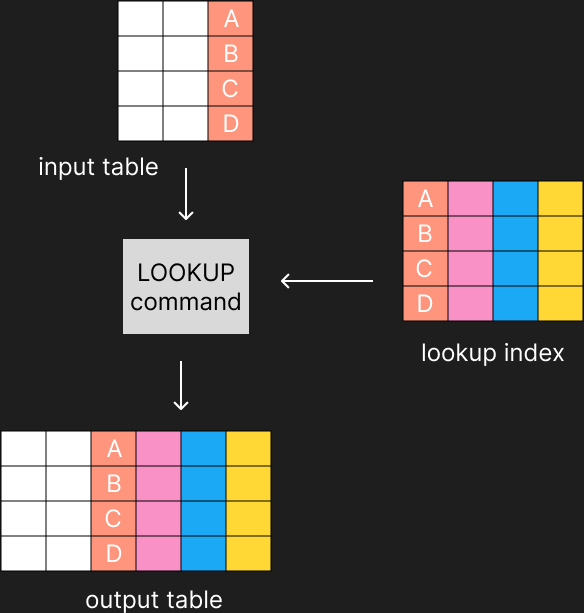 A
B
C
D
input table
LOOKUP
command
A
B
C
D
lookup index
A
B
C
D
output table